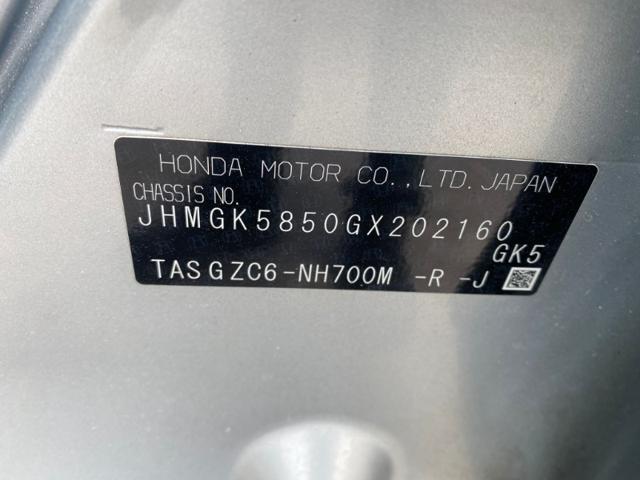 HONDA MOTOR CO.,LTD.JAPAN
CHASSIS NO.
JHMGK5850GX202160
GK5
TASGZC6-NH700M -R -J